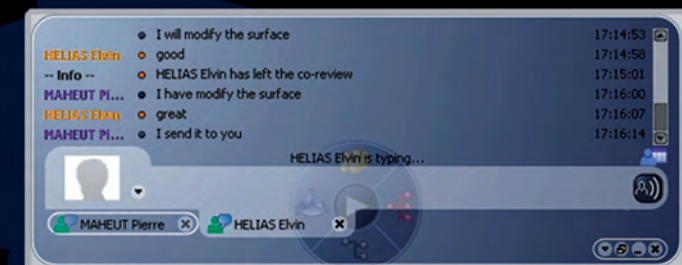 I will modify the surface 17:14:53
HELIAS Elvin good 17:14:58
-- Info -- HELIAS Elvin has left the co-review 17:15:01
MAHEUT Pi... I have modify the surface 17:16:00
HELIAS Elvin great 17:16:07
MAHEUT Pi... I send it to you 17:16:14
HELIAS Elvin is typing...
MAHEUT Pierre HELIAS Elvin